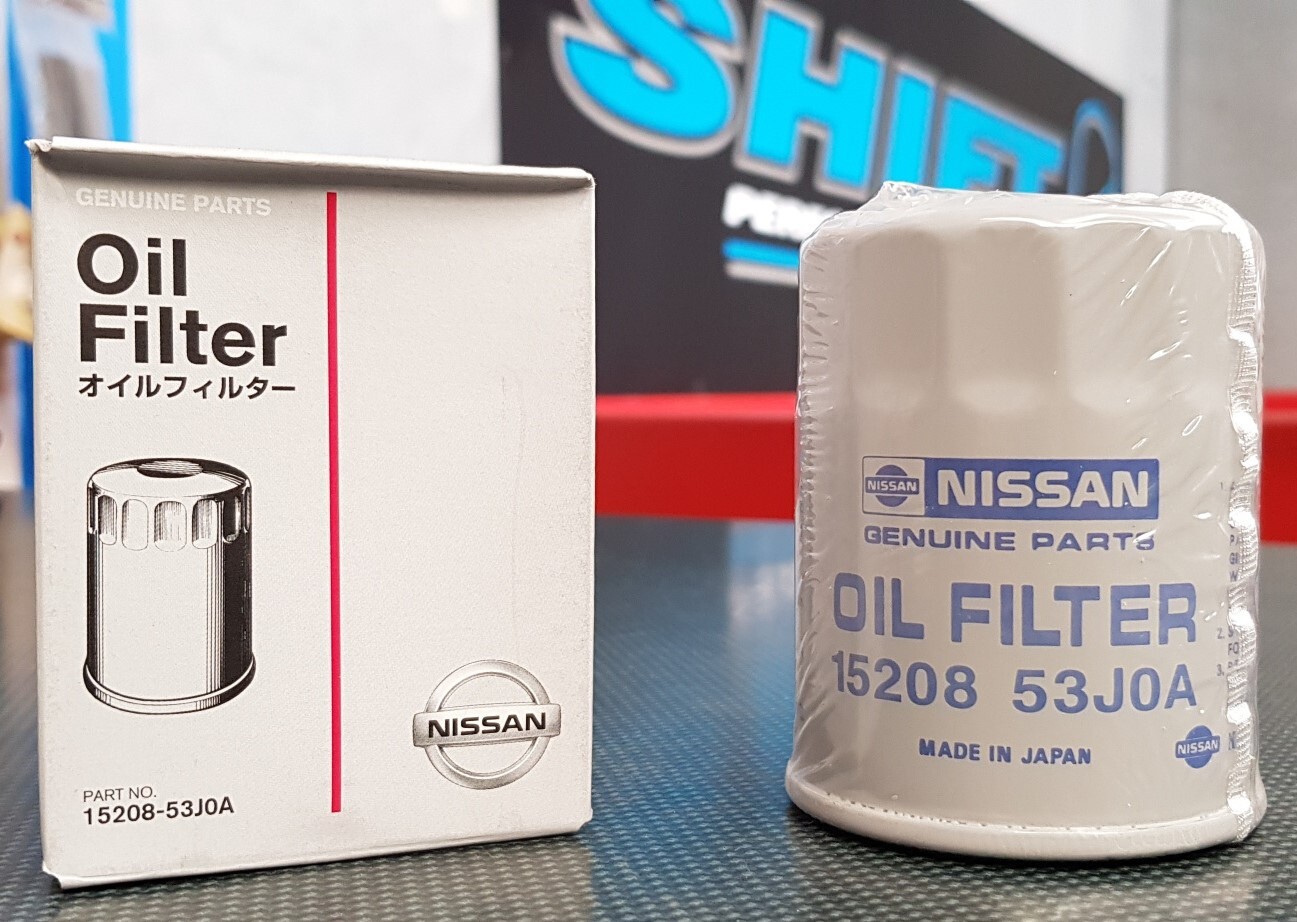 GENUINE PARTS
Oil
Filter
オイルフィルター
NISSAN
PART NO.
15208-53J0A
SHIFT
NISSAN
NISSAN
GENUINE PARTS
OIL FILTER
15208 53J0A
MADE IN JAPAN
NISSAN